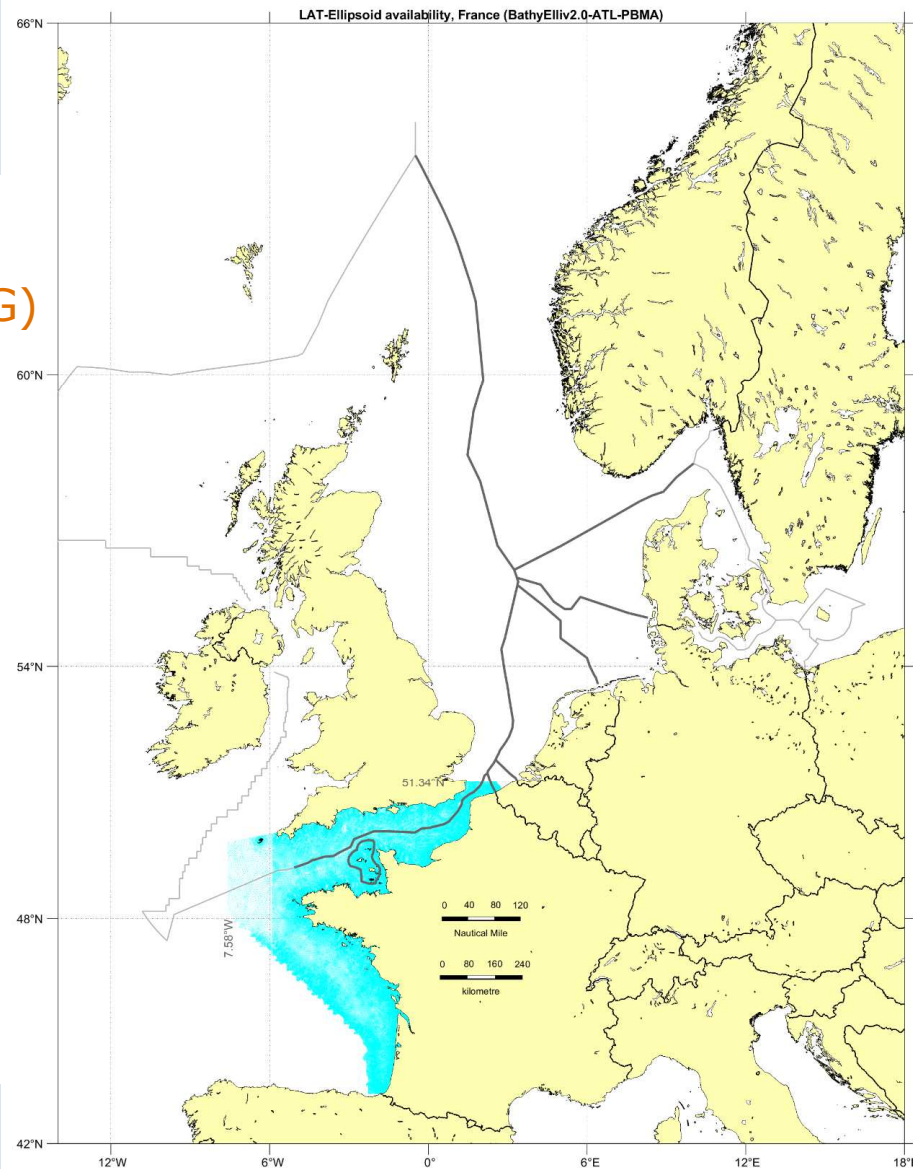 LAT-Ellipsoid availability, France (BathyElliv2.0-ATL-PBMA)
66°N
G)
60°N
54°N
51.34°N
48°N
7.58°W
0 40 80 120
Nautical Mile
0 80 160 240
kilometre
42°N
12°W 6°W 0° 6°E 12°E 18°E